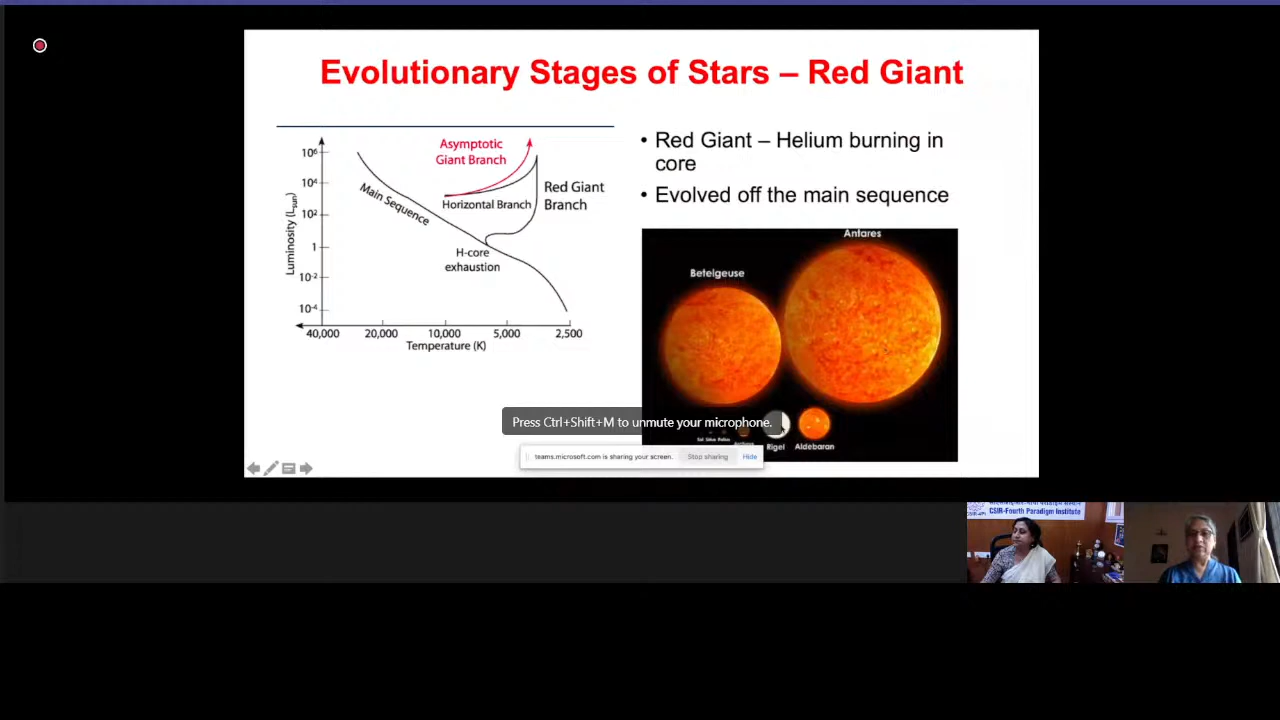 Evolutionary Stages of Stars – Red Giant
Asymptotic
Giant Branch
10⁶
10⁴
10²
1
10⁻²
10⁻⁴
Luminosity (Lsun)
Main Sequence
Horizontal Branch
Red Giant
Branch
H-core
exhaustion
40,000
20,000
10,000
5,000
2,500
Temperature (K)
• Red Giant – Helium burning in
core
• Evolved off the main sequence
Antares
Betelgeuse
Rigel
Aldebaran
Press Ctrl+Shift+M to unmute your microphone.
teams.microsoft.com is sharing your screen.
Stop sharing
Hide
CSIR-Fourth Paradigm Institute